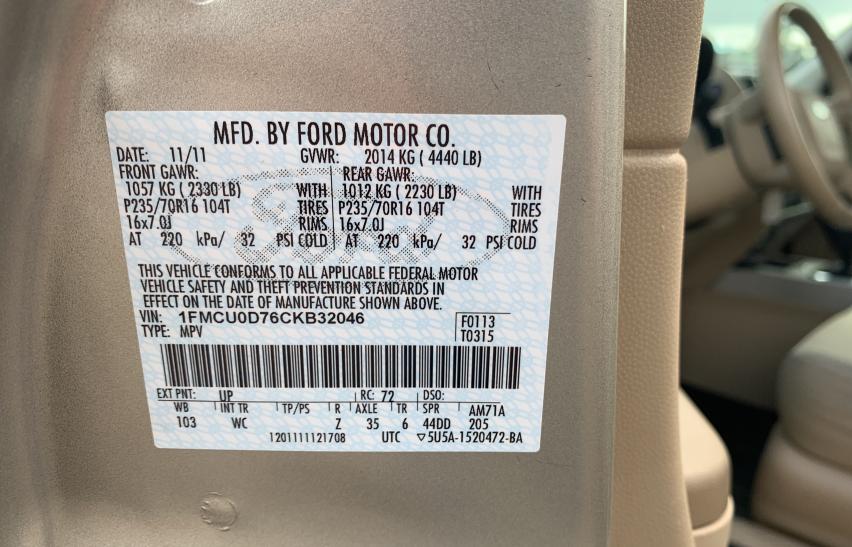 MFD. BY FORD MOTOR CO.
DATE: 11/11 GVWR: 2014 KG ( 4440 LB)
FRONT GAWR: REAR GAWR:
1057 KG ( 2330 LB) WITH 1012 KG ( 2230 LB) WITH
P235/70R16 104T TIRES P235/70R16 104T TIRES
16x7.0J RIMS 16x7.0J RIMS
AT 220 kPa/ 32 PSI COLD AT 220 kPa/ 32 PSI COLD
Ford
THIS VEHICLE CONFORMS TO ALL APPLICABLE FEDERAL MOTOR
VEHICLE SAFETY AND THEFT PREVENTION STANDARDS IN
EFFECT ON THE DATE OF MANUFACTURE SHOWN ABOVE.
VIN: 1FMCU0D76CKB32046 F0113
TYPE: MPV T0315
EXT PNT: UP RC: 72 DSO:
WB INT TR TP/PS R AXLE TR SPR AM71A
103 WC Z 35 6 44DD 205
1201111121708 UTC ▽5U5A-1520472-BA